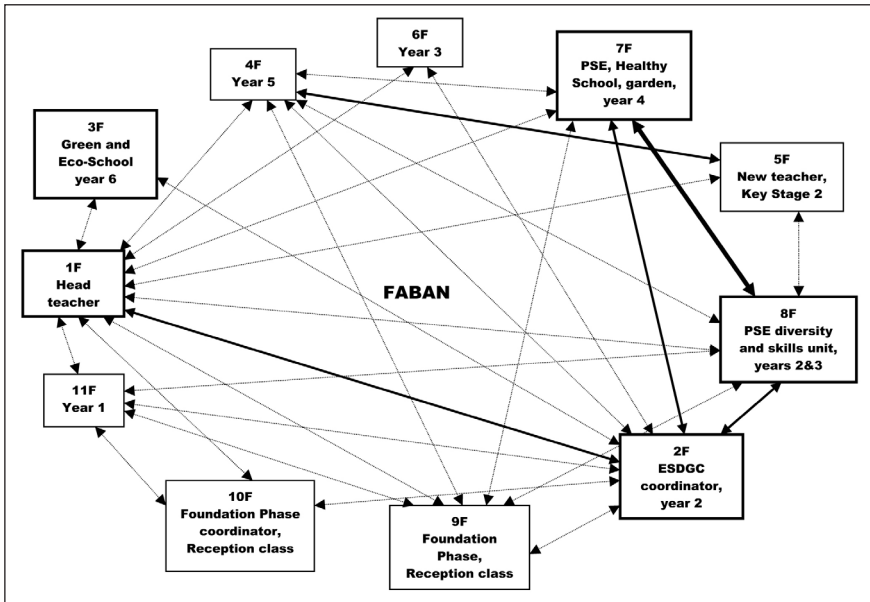 6F
Year 3
7F
PSE, Healthy
School, garden,
year 4
4F
Year 5
3F
Green and
Eco-School
year 6
5F
New teacher,
Key Stage 2
1F
Head
teacher
FABAN
8F
PSE diversity
and skills unit,
years 2&3
11F
Year 1
2F
ESDGC
coordinator,
year 2
10F
Foundation Phase
coordinator,
Reception class
9F
Foundation
Phase,
Reception class